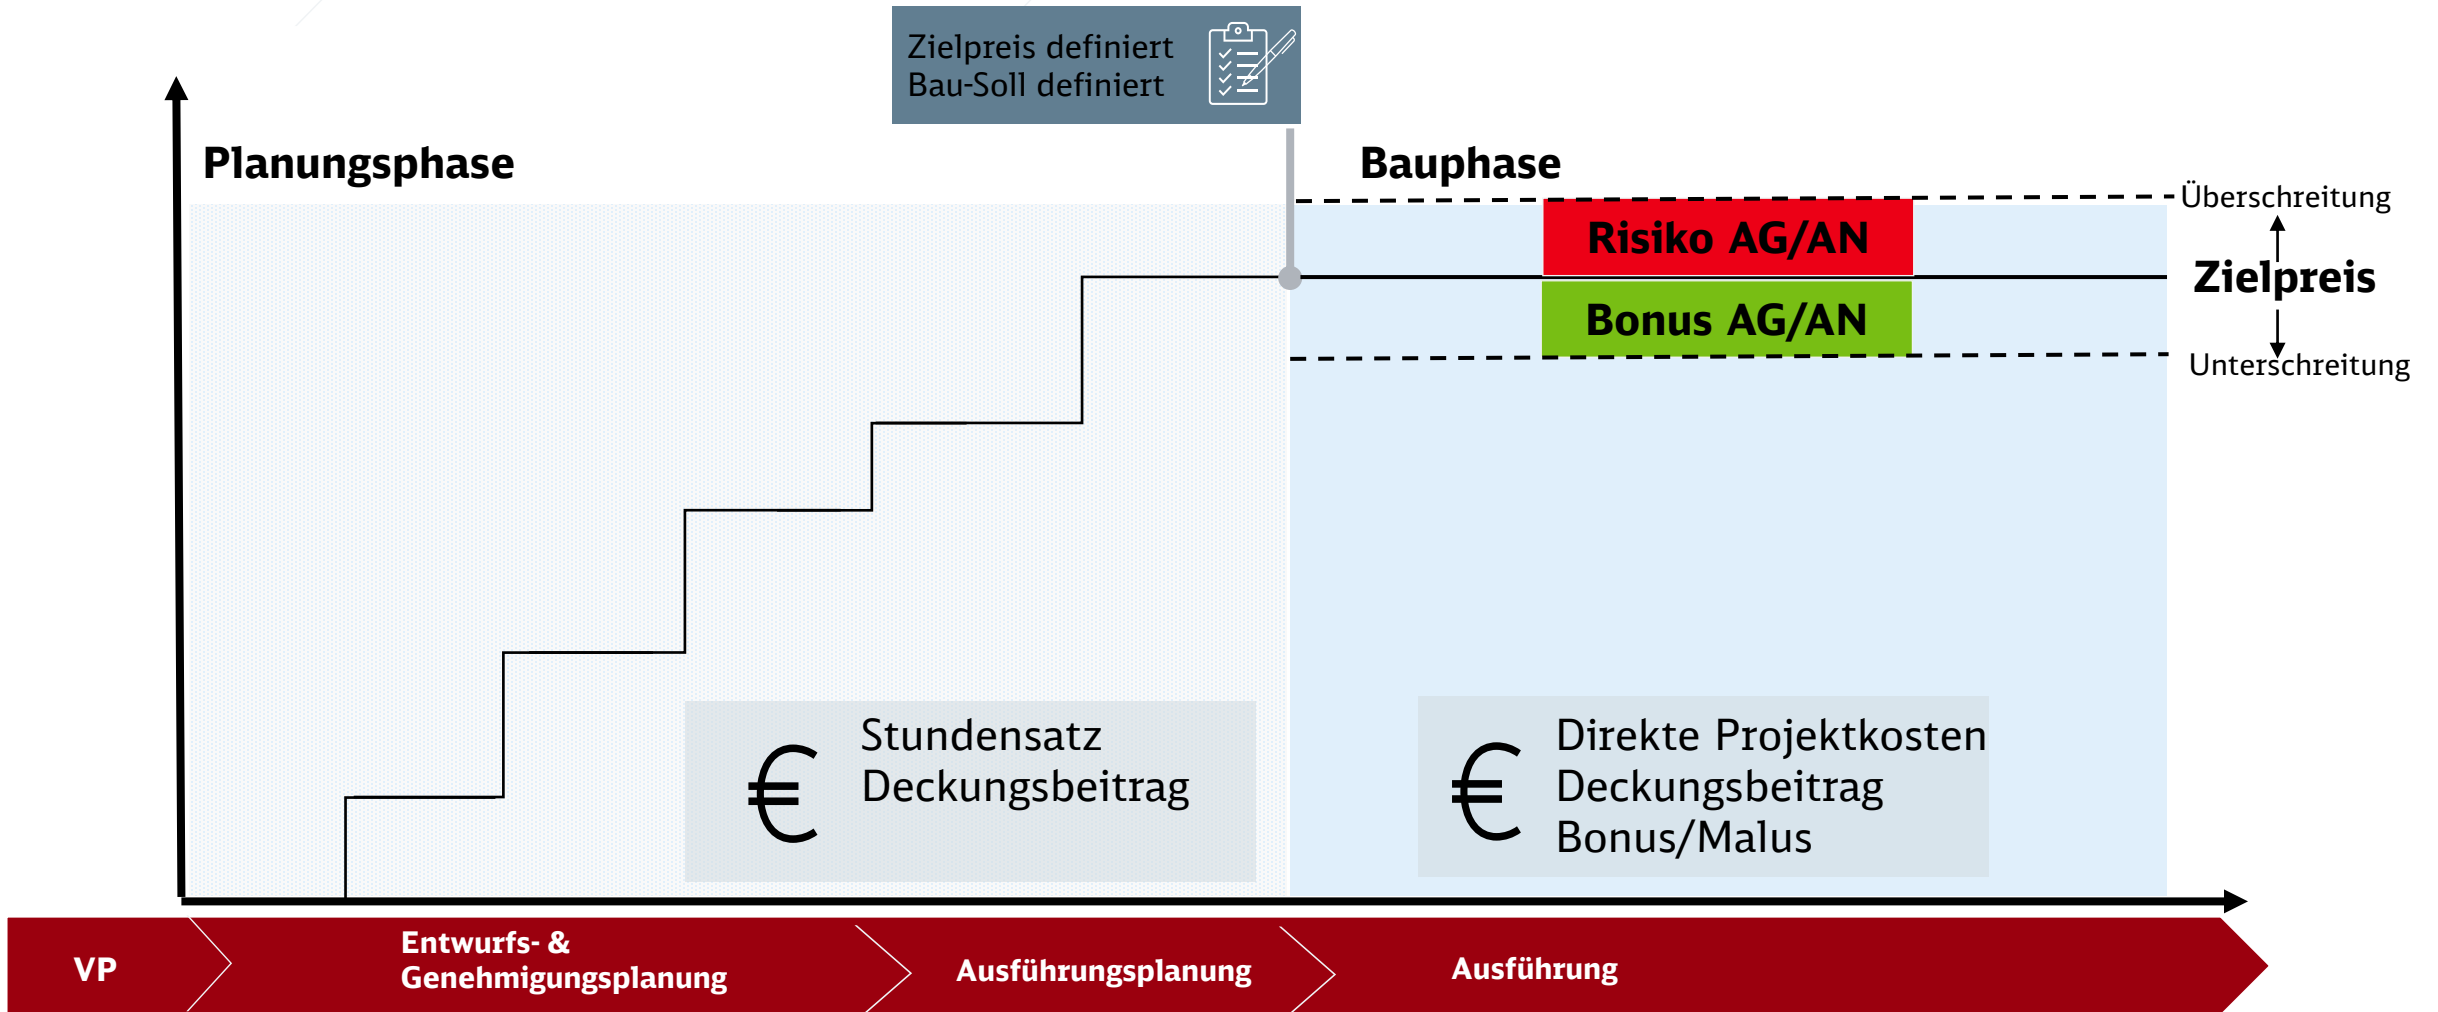 Zielpreis definiert
Bau-Soll definiert
Planungsphase
Bauphase
Überschreitung
Risiko AG/AN
Zielpreis
Bonus AG/AN
Unterschreitung
€
Stundensatz
Deckungsbeitrag
€
Direkte Projektkosten
Deckungsbeitrag
Bonus/Malus
VP
Entwurfs- &
Genehmigungsplanung
Ausführungsplanung
Ausführung